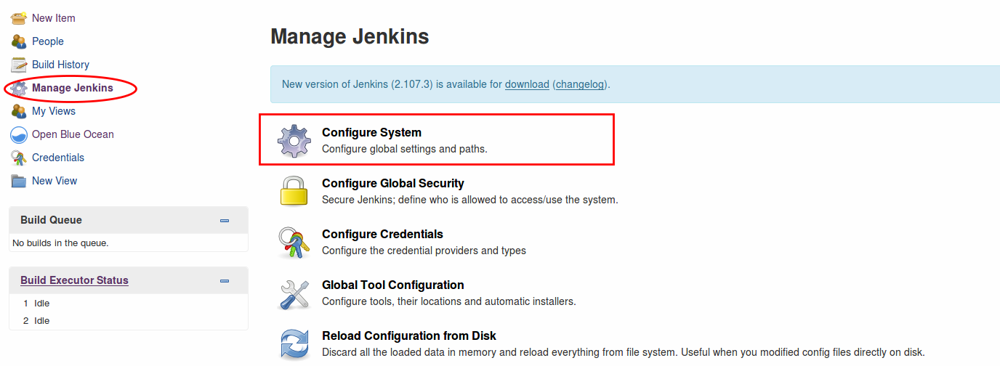 New Item
People
Build History
Manage Jenkins
My Views
Open Blue Ocean
Credentials
New View
Build Queue
No builds in the queue.
Build Executor Status
1 Idle
2 Idle
Manage Jenkins
New version of Jenkins (2.107.3) is available for download (changelog).
Configure System
Configure global settings and paths.
Configure Global Security
Secure Jenkins; define who is allowed to access/use the system.
Configure Credentials
Configure the credential providers and types
Global Tool Configuration
Configure tools, their locations and automatic installers.
Reload Configuration from Disk
Discard all the loaded data in memory and reload everything from file system. Useful when you modified config files directly on disk.